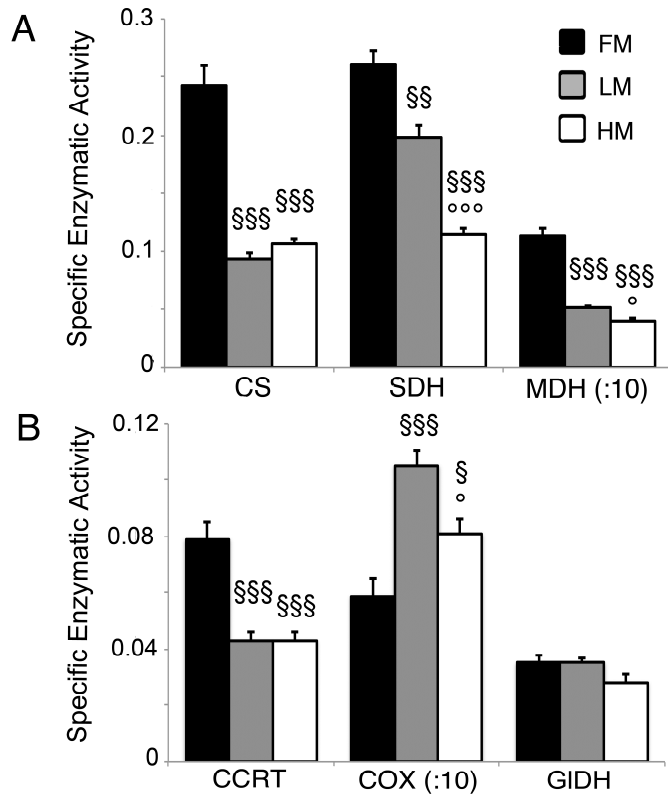 A
Specific Enzymatic Activity
0.3
0.2
0.1
0
FM
LM
HM
§§§
§§§
§§
§§§
°°°
§§§
§§§
°
CS
SDH
MDH (:10)
B
Specific Enzymatic Activity
0.12
0.08
0.04
0
§§§
§§§
§§§
§
°
CCRT
COX (:10)
GlDH